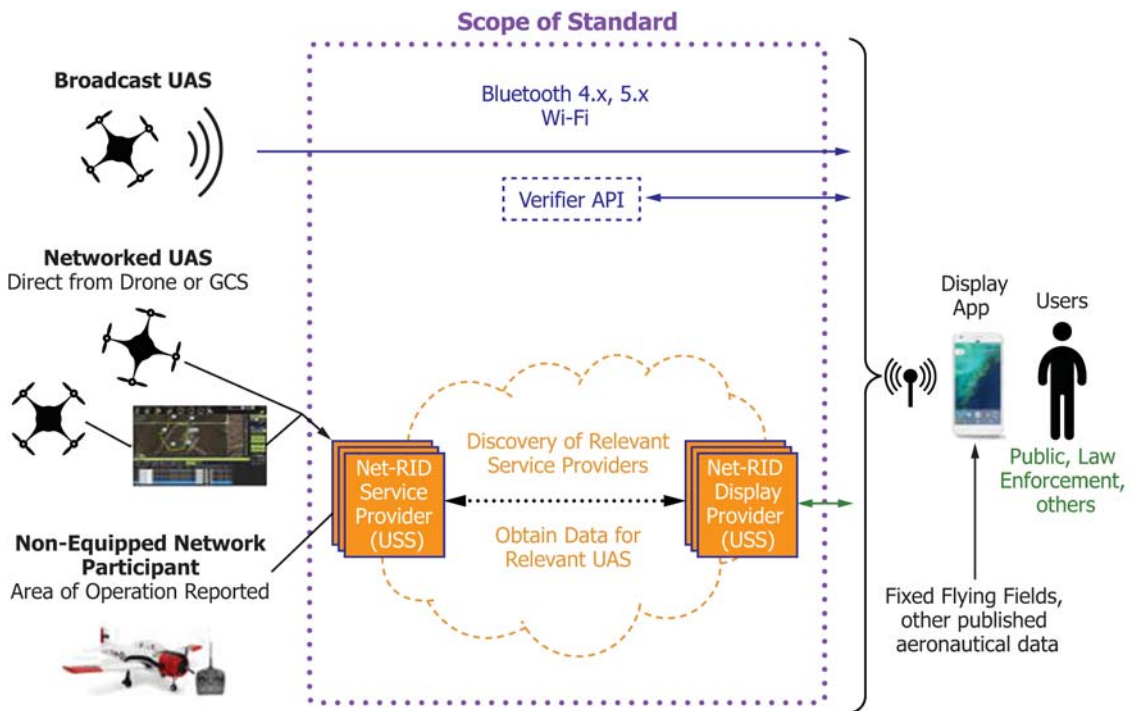 Scope of Standard
Broadcast UAS
Bluetooth 4.x, 5.x
Wi-Fi
Verifier API
Networked UAS
Direct from Drone or GCS
Display
App
Users
Discovery of Relevant
Service Providers
Net-RID
Service
Provider
(USS)
Net-RID
Display
Provider
(USS)
Obtain Data for
Relevant UAS
Public, Law
Enforcement,
others
Non-Equipped Network
Participant
Area of Operation Reported
Fixed Flying Fields,
other published
aeronautical data